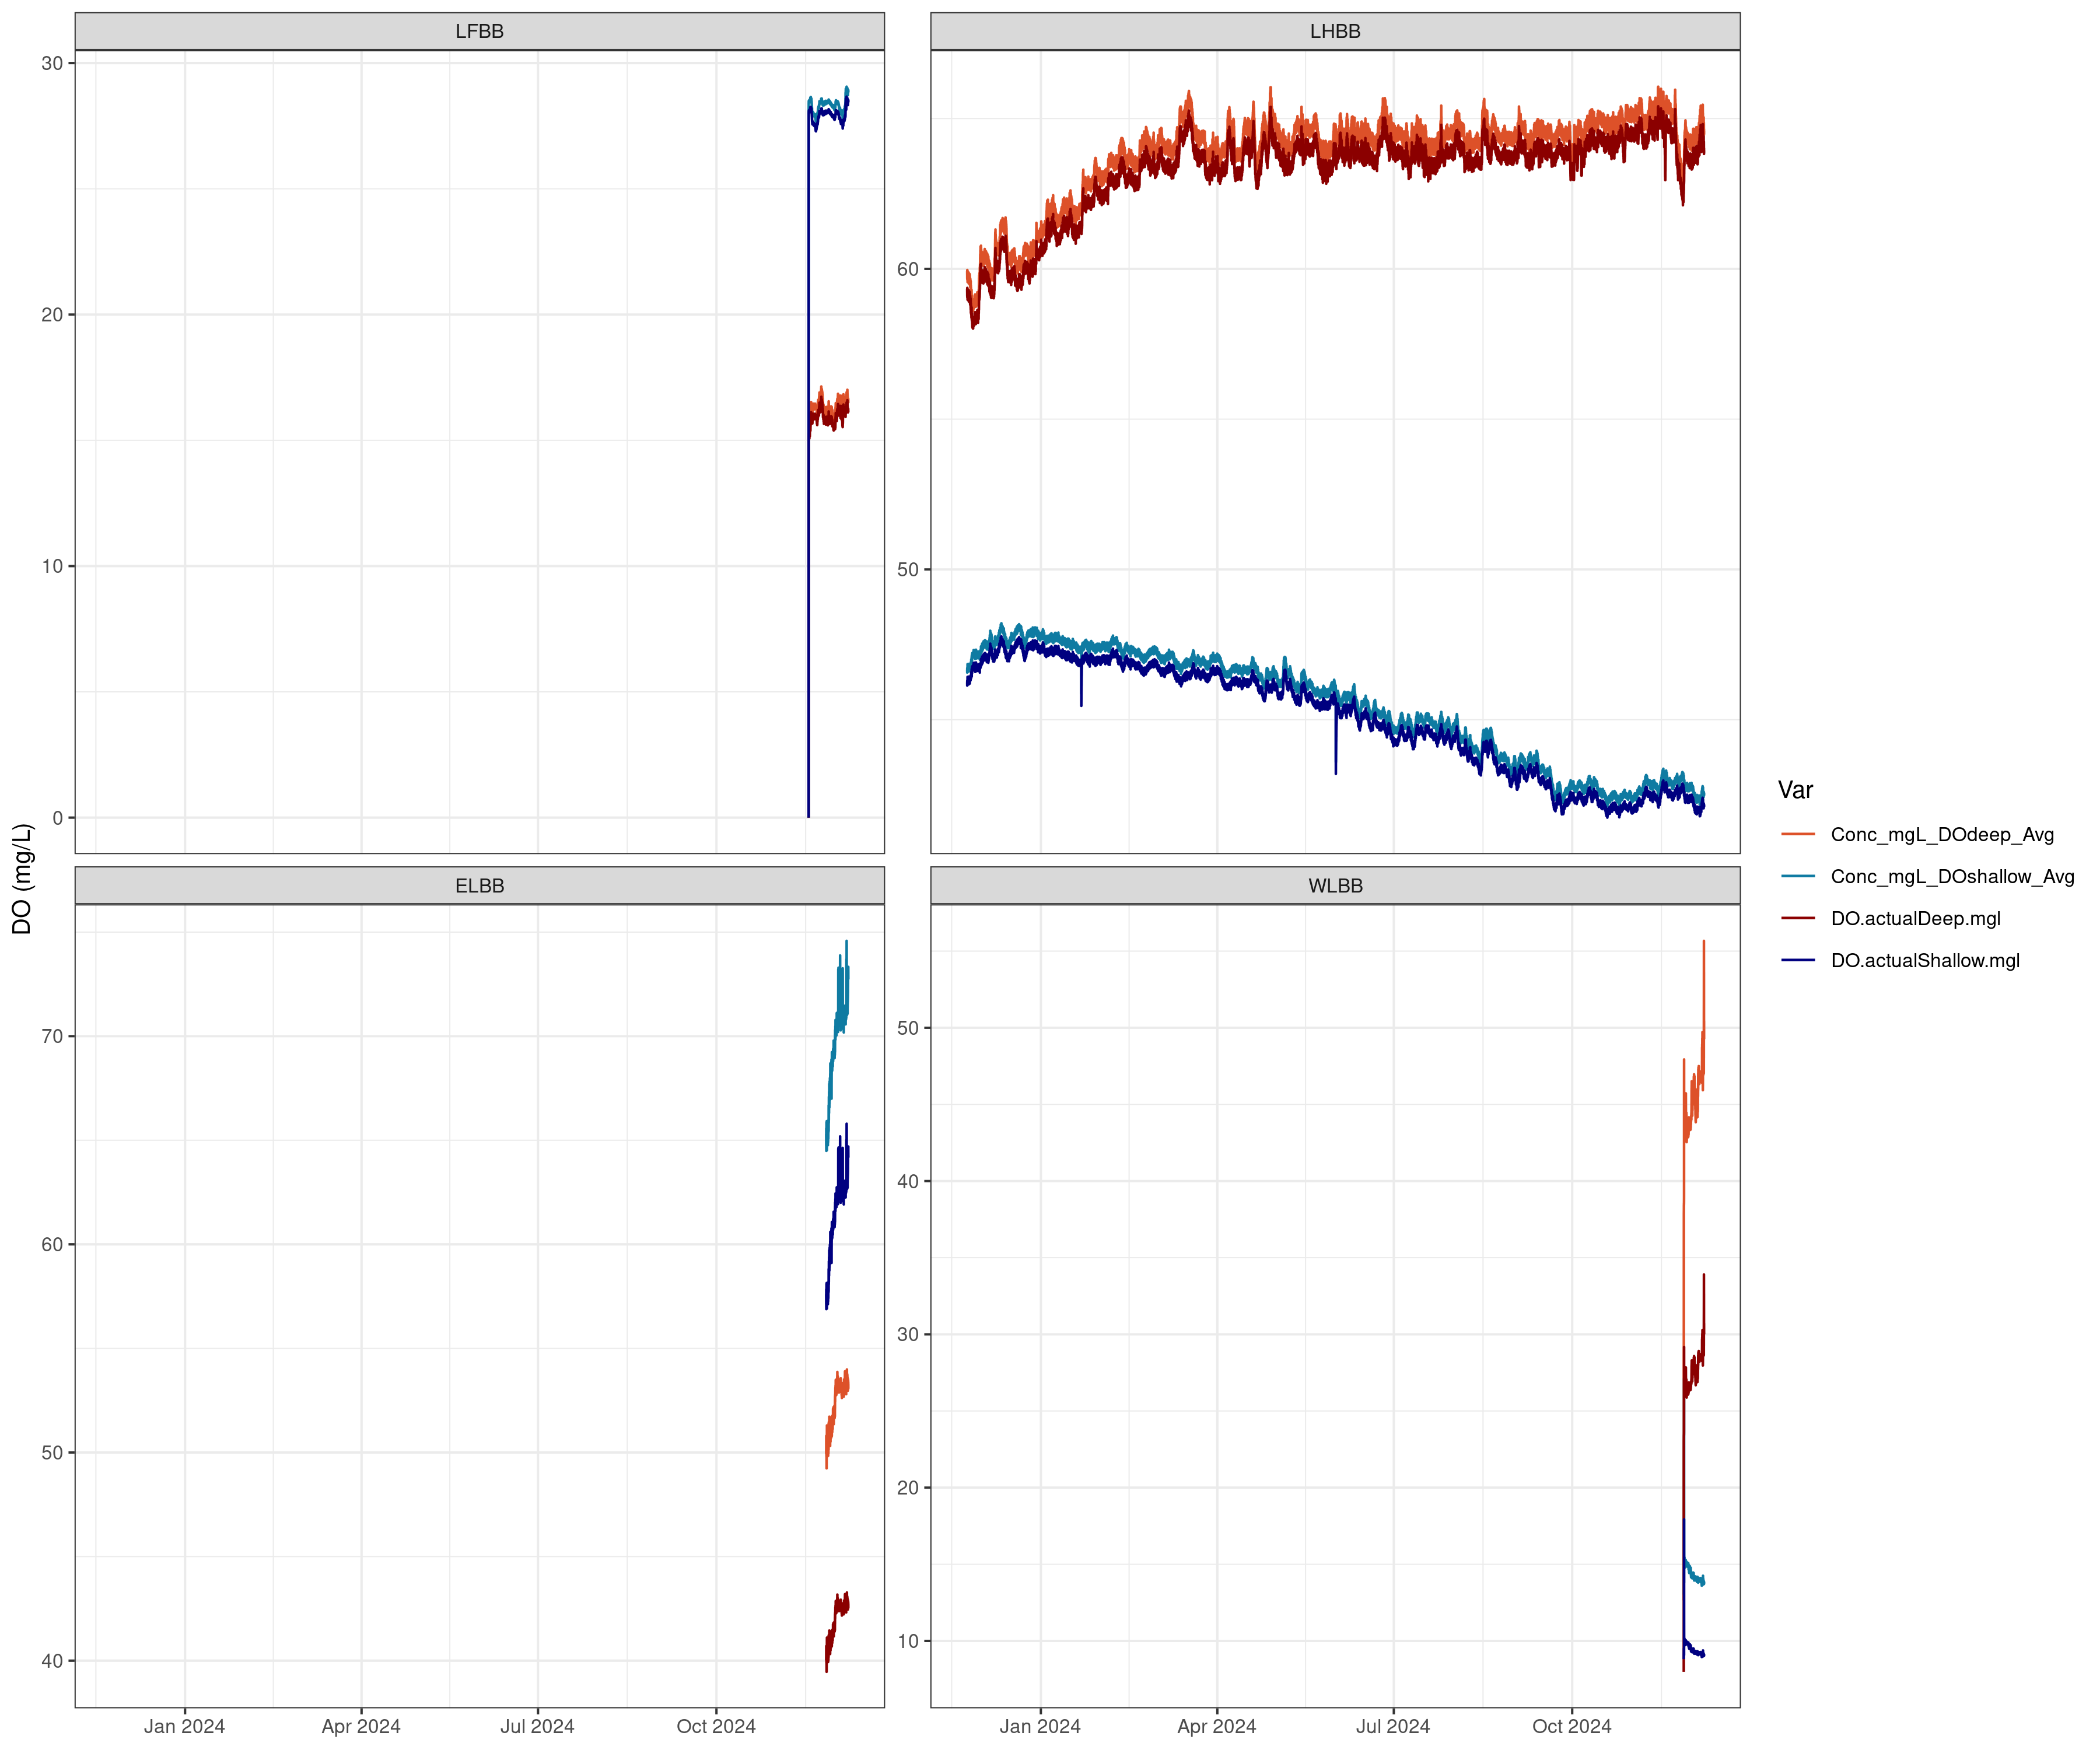 LFBB
LHBB
30
20
10
0
60
50
DO (mg/L)
ELBB
WLBB
70
60
50
40
50
40
30
20
10
Jan 2024
Apr 2024
Jul 2024
Oct 2024
Jan 2024
Apr 2024
Jul 2024
Oct 2024
Var
Conc_mgL_DOdeep_Avg
Conc_mgL_DOshallow_Avg
DO.actualDeep.mgl
DO.actualShallow.mgl